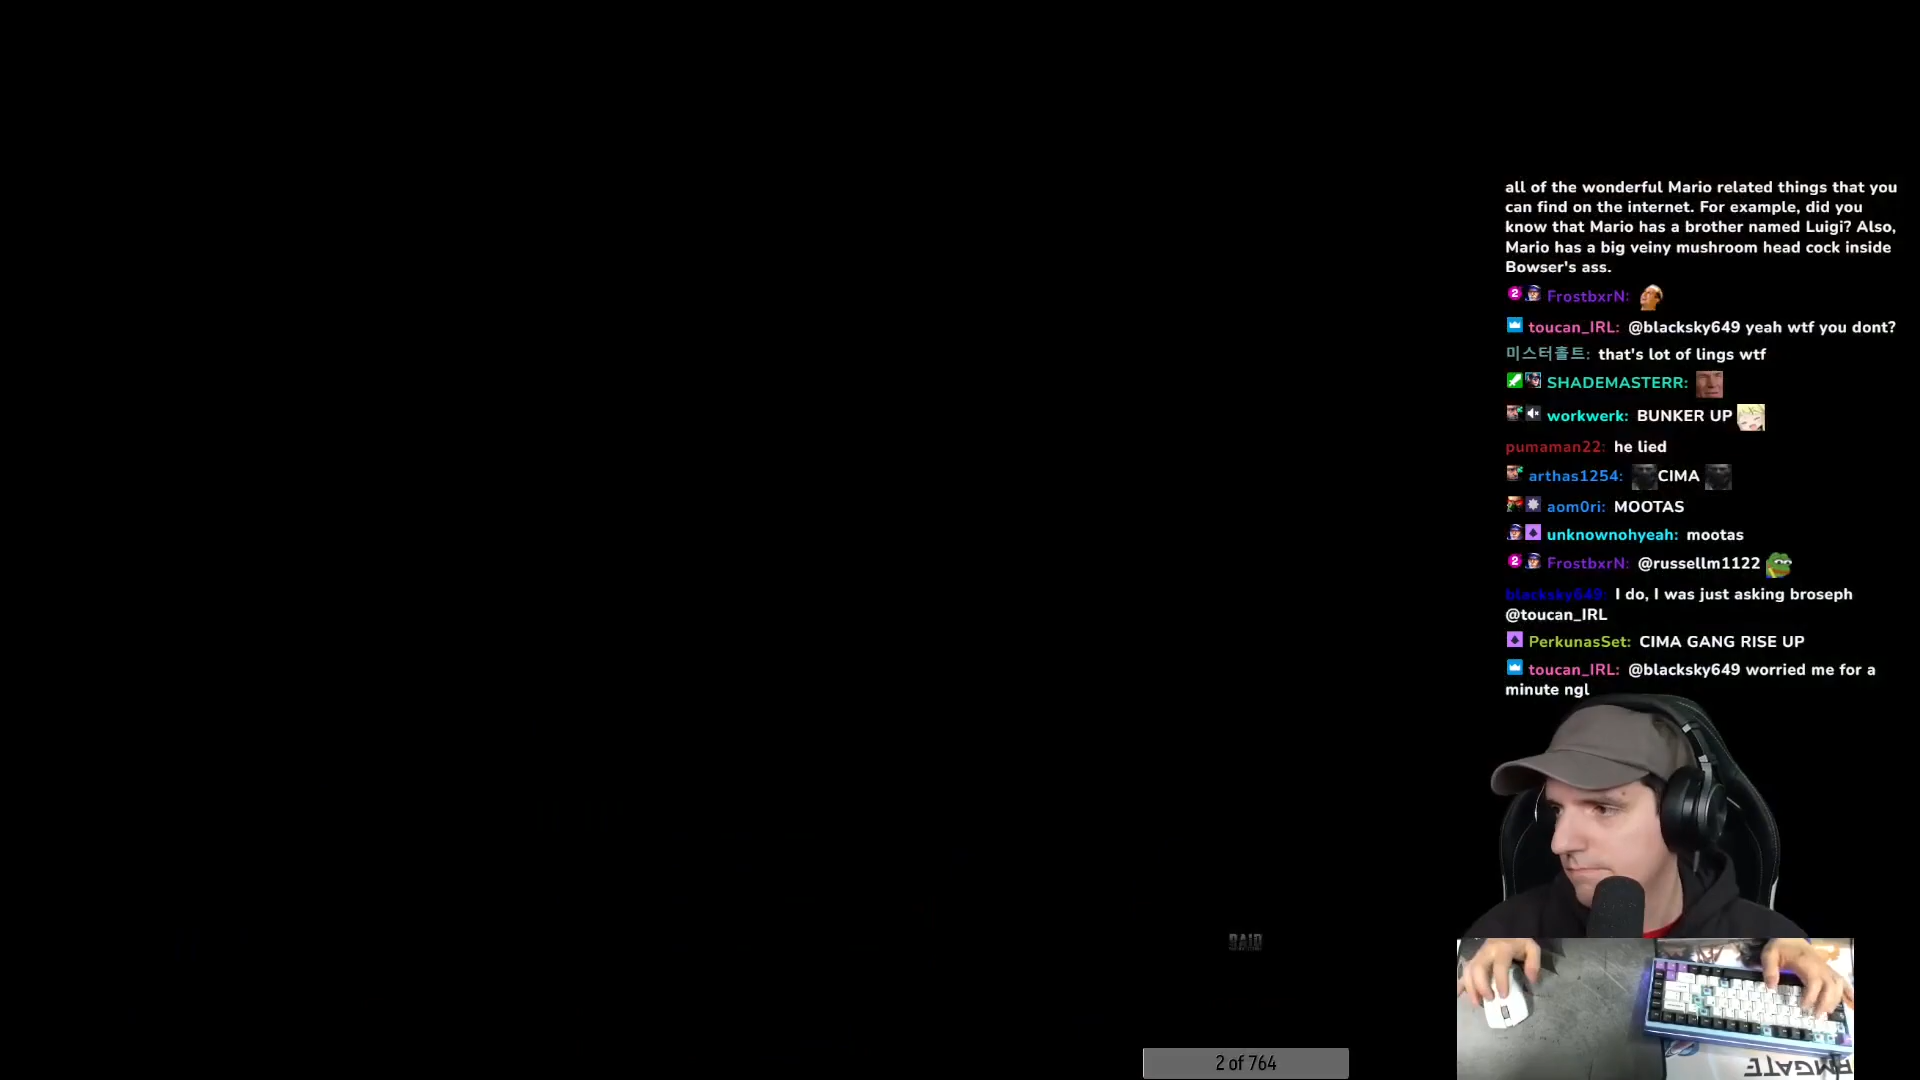 all of the wonderful Mario related things that you
can find on the internet. For example, did you
know that Mario has a brother named Luigi? Also,
Mario has a big veiny mushroom head cock inside
Bowser's ass.
2 FrostbxrN:
toucan_IRL: @blacksky649 yeah wtf you dont?
미스터홀트: that's lot of lings wtf
SHADEMASTERR:
workwerk: BUNKER UP
pumaman22: he lied
arthas1254: CIMA
aom0ri: MOOTAS
unknownohyeah: mootas
2 FrostbxrN: @russellm1122
blacksky649: I do, I was just asking broseph
@toucan_IRL
PerkunasSet: CIMA GANG RISE UP
toucan_IRL: @blacksky649 worried me for a
minute ngl
RAID
2 of 764